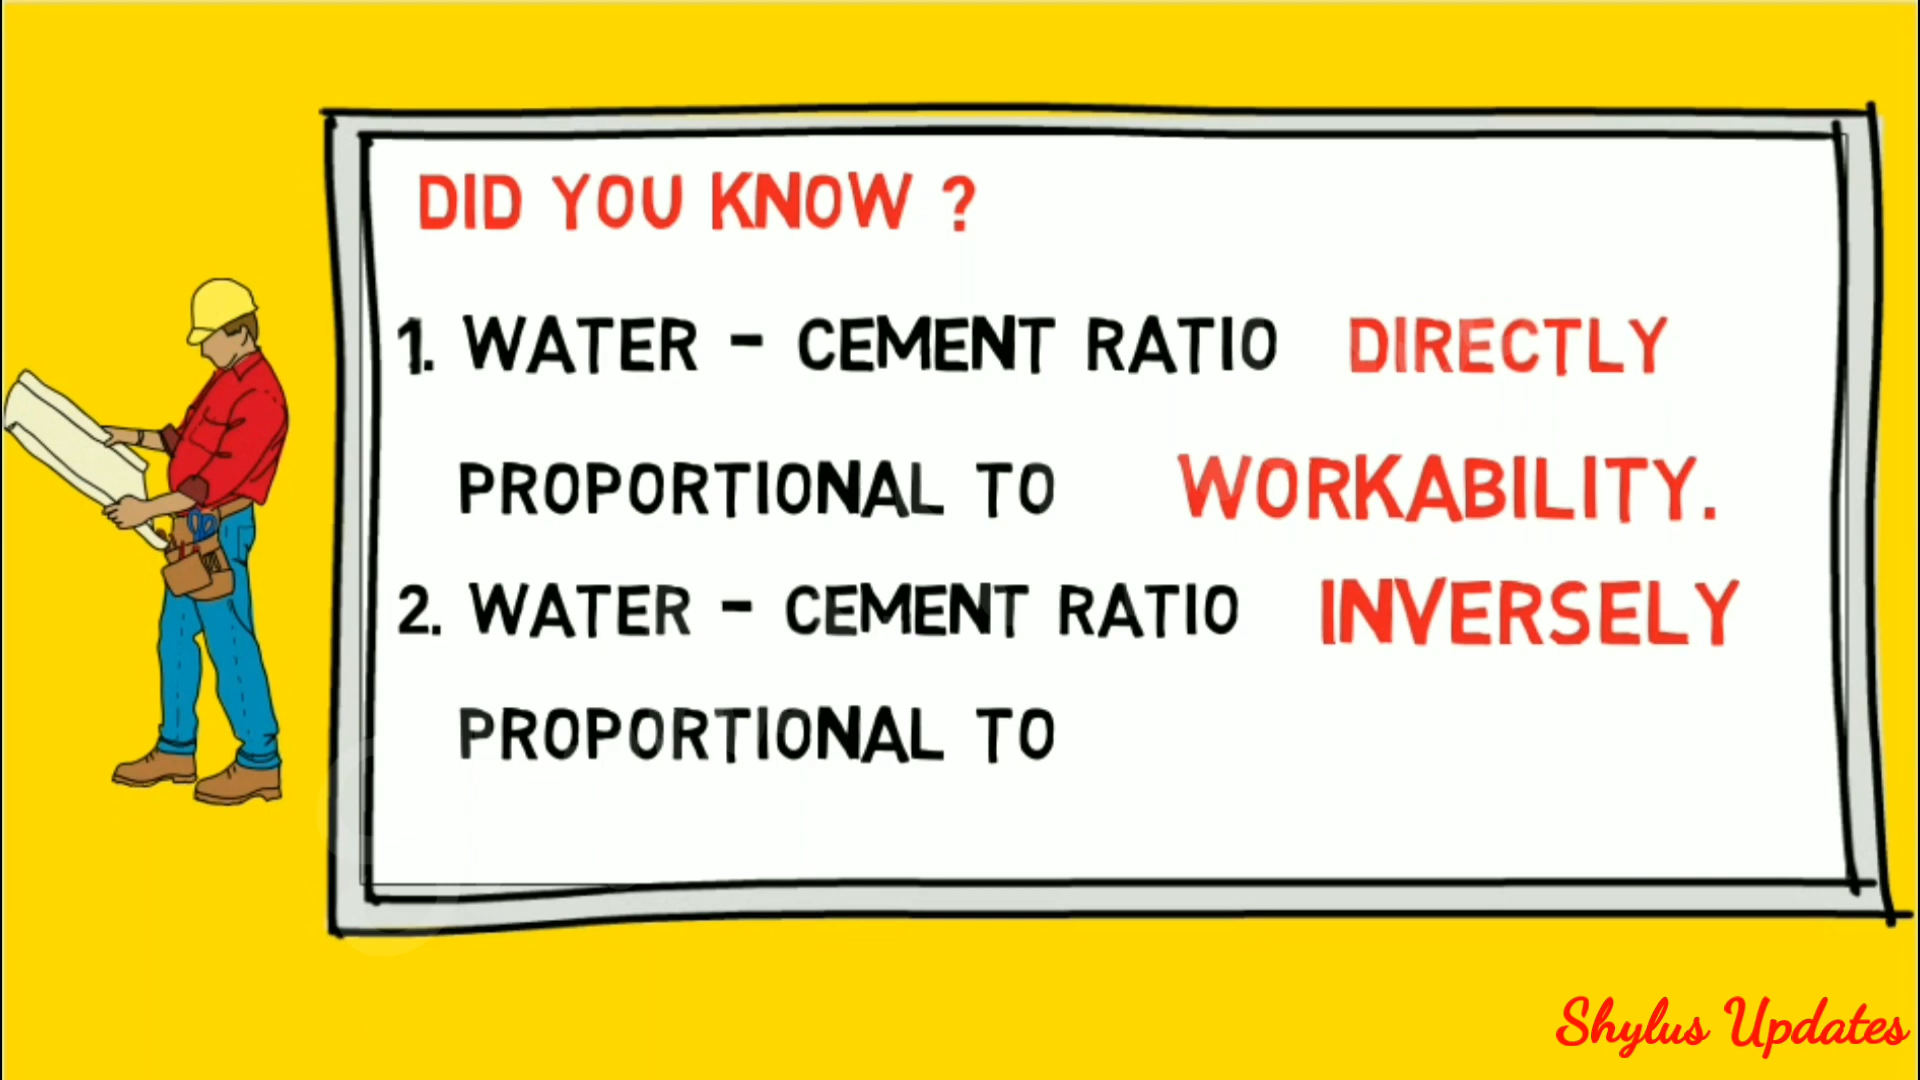 DID YOU KNOW ?
1. WATER - CEMENT RATIO DIRECTLY
PROPORTIONAL TO WORKABILITY.
2. WATER - CEMENT RATIO INVERSELY
PROPORTIONAL TO
Shylus Updates